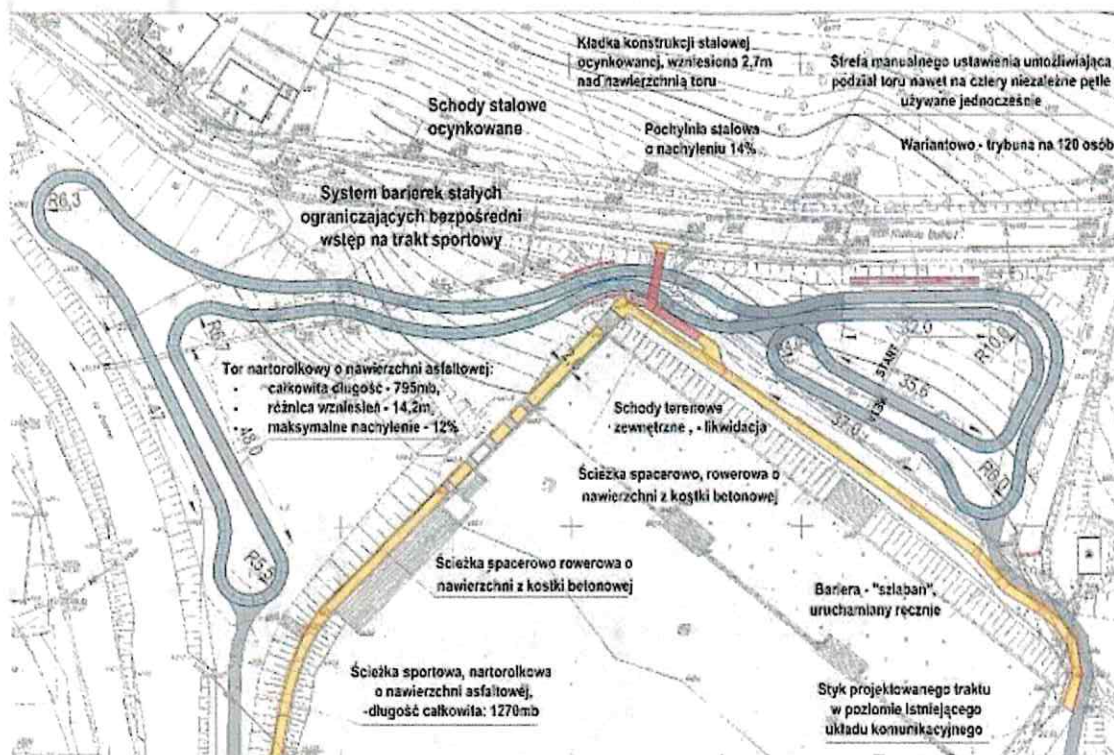 Kładka konstrukcji stalowej
ocynkowanej, wzniesiona 2,7m
nad nawierzchnią toru
Strefa manualnego ustawienia umożliwiająca
podział toru nawet na cztery niezależne pętle
używane jednocześnie
Schody stalowe
ocynkowane
Pochylnia stalowa
o nachyleniu 14%
Wariantowo - trybuna na 120 osób
System barierek stałych
ograniczających bezpośredni
wstęp na trakt sportowy
R6,3
R6,7
Tor nartorolkowy o nawierzchni asfaltowej:
• całkowita długość - 795mb,
• różnica wzniesień - 14,2m,
• maksymalne nachylenie - 12%
47
48,0
R5,5
START
32,0
R10,0
35,6
37,0
R8,0
Schody terenowe
zewnętrzne , - likwidacja
Ścieżka spacerowo, rowerowa o
nawierzchni z kostki betonowej
Ścieżka spacerowo rowerowa o
nawierzchni z kostki betonowej
Bariera - "szlaban",
uruchamiany ręcznie
Ścieżka sportowa, nartorolkowa
o nawierzchni asfaltowej,
-długość całkowita: 1270mb
Styk projektowanego traktu
w poziomie istniejącego
układu komunikacyjnego